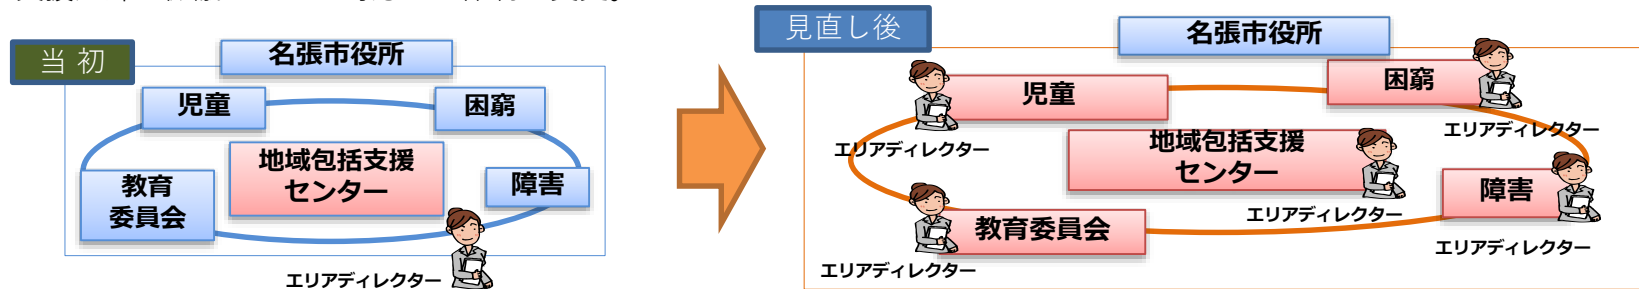 当 初
名張市役所
児童
困窮
地域包括支援
センター
教育
委員会
障害
エリアディレクター
見直し後
名張市役所
児童
エリアディレクター
困窮
エリアディレクター
地域包括支援
センター
エリアディレクター
教育委員会
エリアディレクター
障害
エリアディレクター